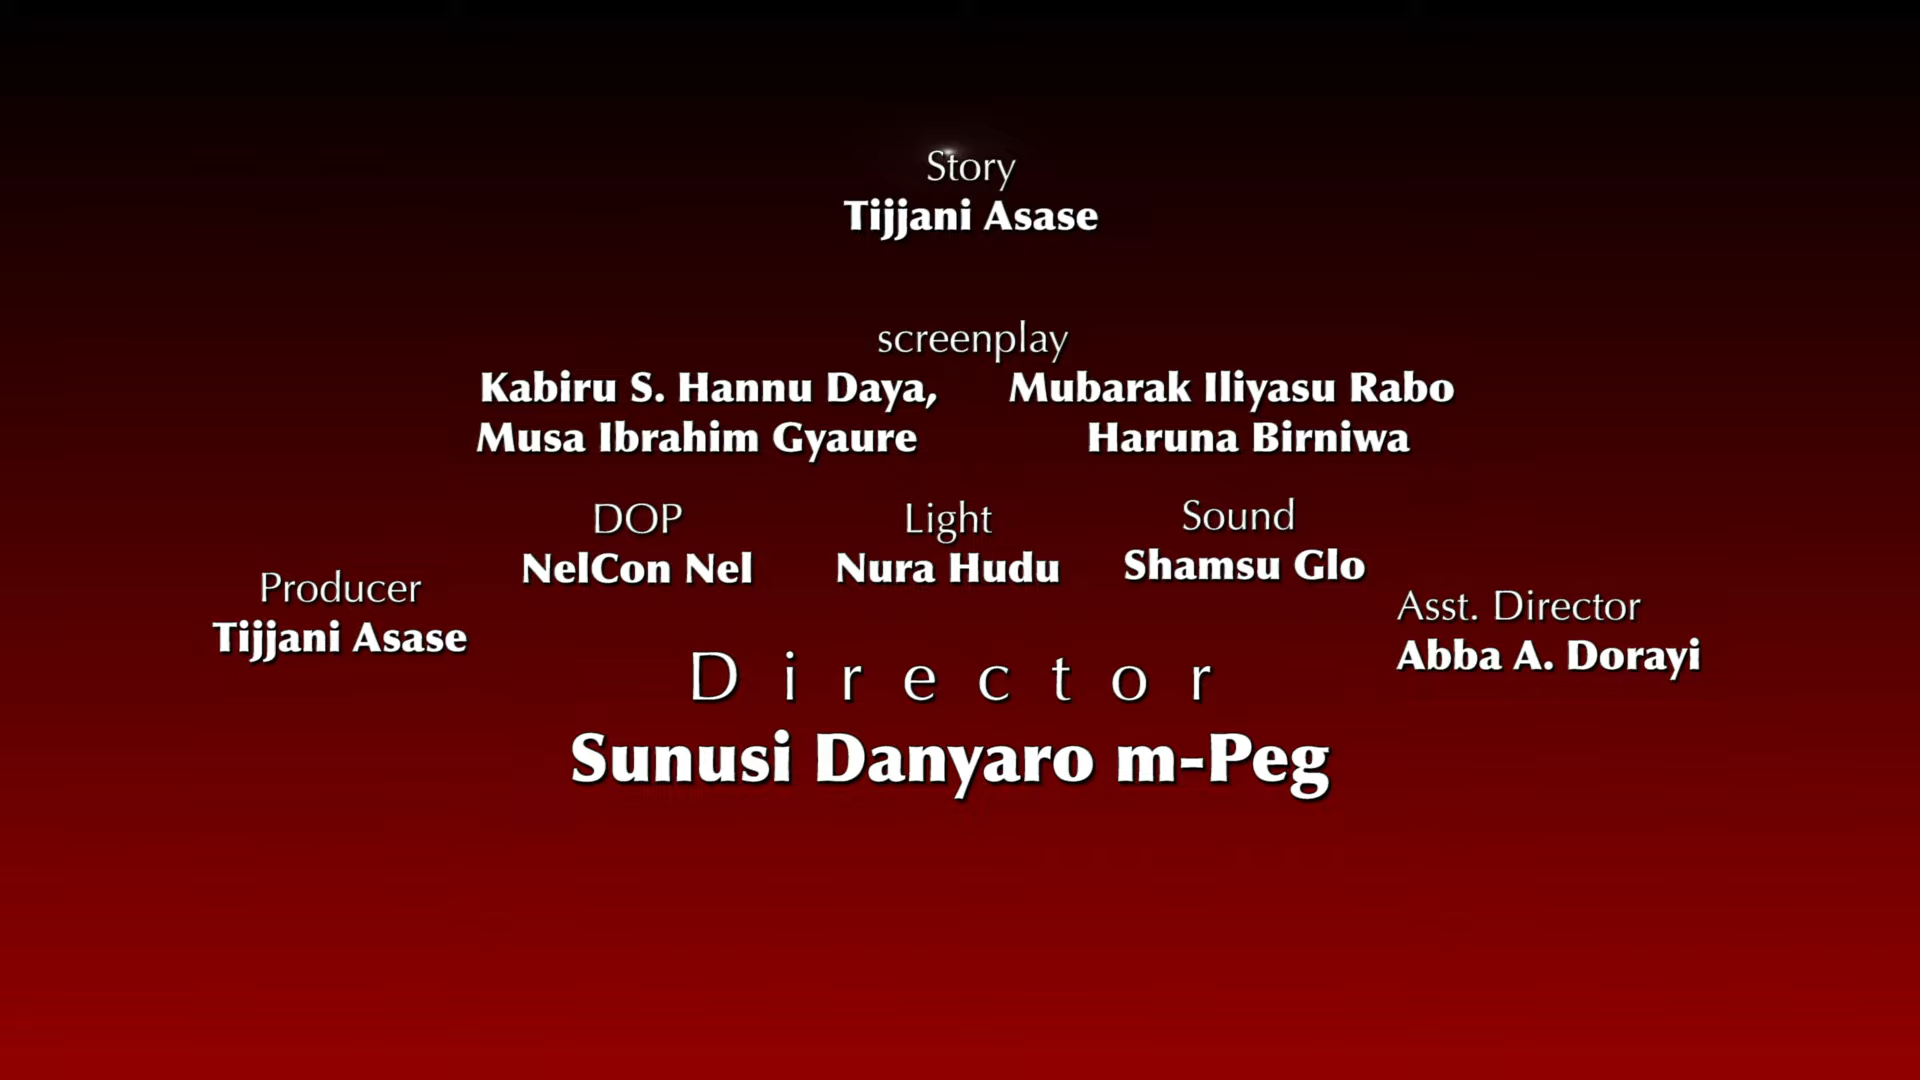 Story
Tijjani Asase
screenplay
Kabiru S. Hannu Daya, Mubarak Iliyasu Rabo
Musa Ibrahim Gyaure Haruna Birniwa
DOP Light Sound
NelCon Nel Nura Hudu Shamsu Glo
Producer
Tijjani Asase
Asst. Director
Abba A. Dorayi
Director
Sunusi Danyaro m-Peg